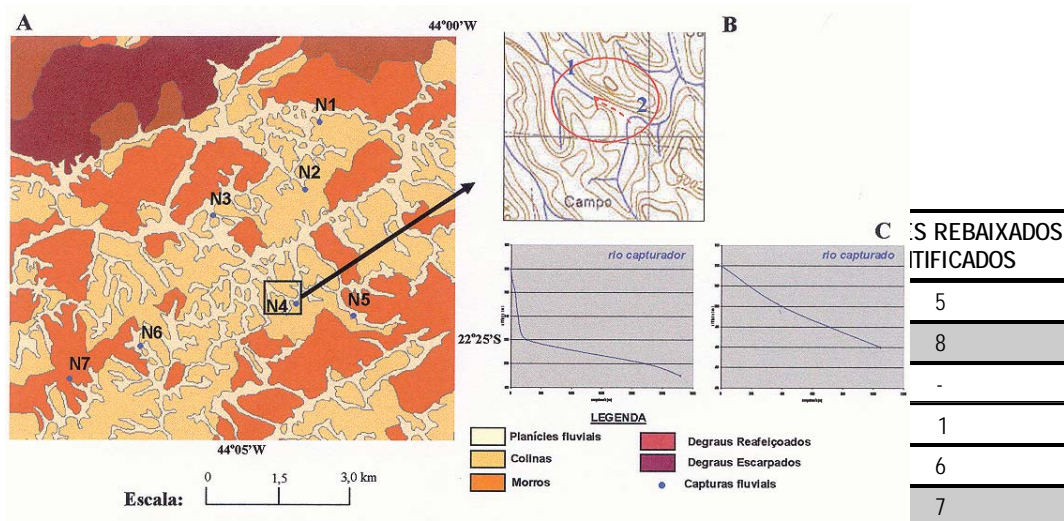 A
44°00'W
N1
N2
N3
N4
N5
N6
N7
22°25'S
44°05'W
Escala:
0
1,5
3,0 km
B
1
2
Campo
C
rio capturador
rio capturado
LEGENDA
Planícies fluviais
Colinas
Morros
Degraus Reafeiçoados
Degraus Escarpados
Capturas fluviais
ES REBAIXADOS
NTIFICADOS
5
8
-
1
6
7